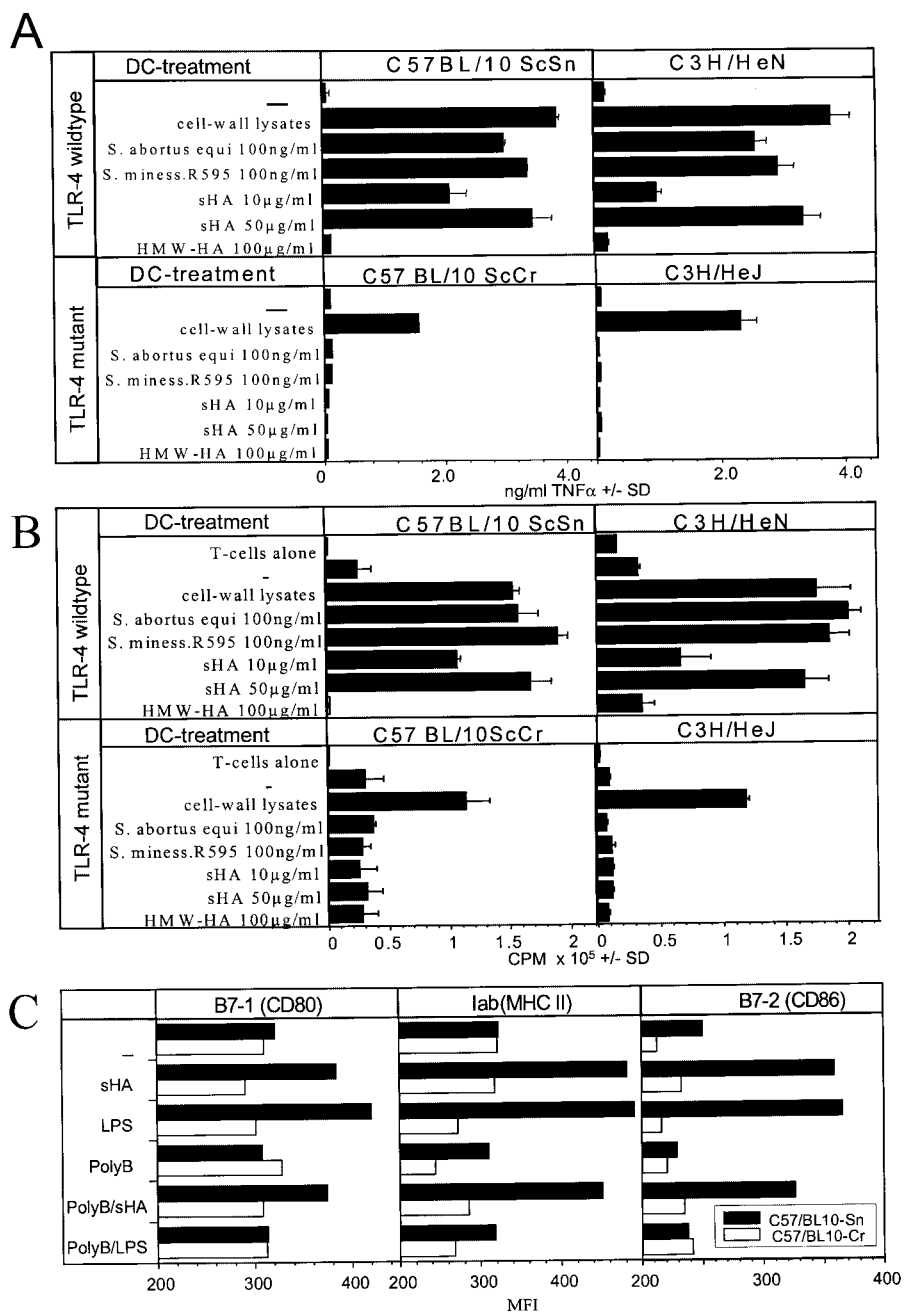 A
DC-treatment C57BL/10 ScSn C3H/HeN
TLR-4 wildtype
—
cell-wall lysates
S. abortus equi 100ng/ml
S. miness.R595 100ng/ml
sHA 10µg/ml
sHA 50µg/ml
HMW-HA 100µg/ml
DC-treatment C57 BL/10 ScCr C3H/HeJ
TLR-4 mutant
—
cell-wall lysates
S. abortus equi 100ng/ml
S. miness.R595 100ng/ml
sHA 10µg/ml
sHA 50µg/ml
HMW-HA 100µg/ml
0 2.0 4.0 2.0 4.0
ng/ml TNFα +/- SD
B
DC-treatment C57BL/10 ScSn C3H/HeN
TLR-4 wildtype
T-cells alone
-
cell-wall lysates
S. abortus equi 100ng/ml
S. miness.R595 100ng/ml
sHA 10µg/ml
sHA 50µg/ml
HMW-HA 100µg/ml
DC-treatment C57 BL/10ScCr C3H/HeJ
TLR-4 mutant
T-cells alone
-
cell-wall lysates
S. abortus equi 100ng/ml
S. miness.R595 100ng/ml
sHA 10µg/ml
sHA 50µg/ml
HMW-HA 100µg/ml
0 0.5 1 1.5 2 0 0.5 1 1.5 2
CPM x 10⁵ +/- SD
C
B7-1 (CD80) Iab(MHC II) B7-2 (CD86)
–
sHA
LPS
PolyB
PolyB/sHA
PolyB/LPS
C57/BL10-Sn
C57/BL10-Cr
200 300 400 200 300 400 200 300 400
MFI